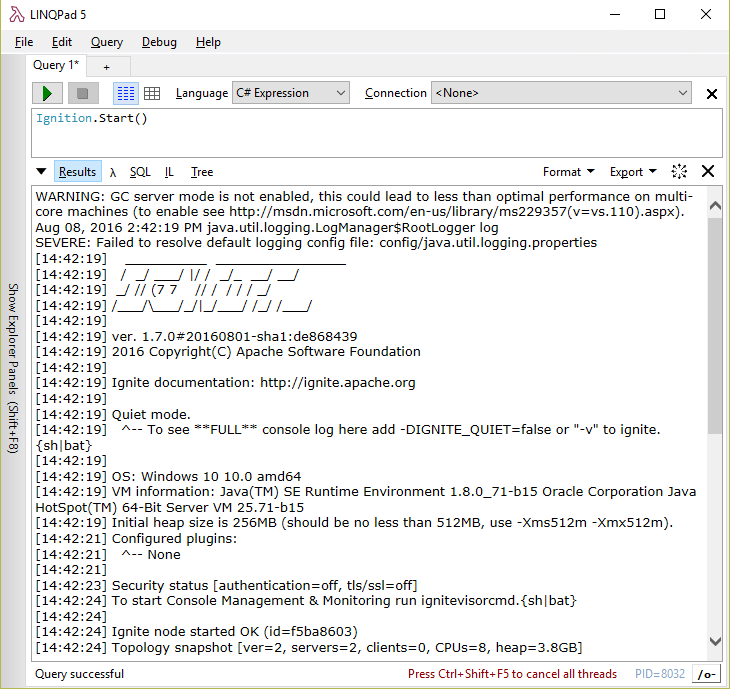 LINQPad 5
File Edit Query Debug Help
Query 1* +
Language C# Expression Connection <None>
Ignition.Start()
Results λ SQL IL Tree Format Export
WARNING: GC server mode is not enabled, this could lead to less than optimal performance on multi-
core machines (to enable see http://msdn.microsoft.com/en-us/library/ms229357(v=vs.110).aspx).
Aug 08, 2016 2:42:19 PM java.util.logging.LogManager$RootLogger log
SEVERE: Failed to resolve default logging config file: config/java.util.logging.properties
[14:42:19]    __________  ________________
[14:42:19]   /  _/ ___/ |/ /  _/_  __/ __/
[14:42:19]  _/ // (7 7    // /  / / / _/
[14:42:19] /___/\___/_/|_/___/ /_/ /___/
[14:42:19]
[14:42:19] ver. 1.7.0#20160801-sha1:de868439
[14:42:19] 2016 Copyright(C) Apache Software Foundation
[14:42:19]
[14:42:19] Ignite documentation: http://ignite.apache.org
[14:42:19]
[14:42:19] Quiet mode.
[14:42:19]   ^-- To see **FULL** console log here add -DIGNITE_QUIET=false or "-v" to ignite.
{sh|bat}
[14:42:19]
[14:42:19] OS: Windows 10 10.0 amd64
[14:42:19] VM information: Java(TM) SE Runtime Environment 1.8.0_71-b15 Oracle Corporation Java
HotSpot(TM) 64-Bit Server VM 25.71-b15
[14:42:19] Initial heap size is 256MB (should be no less than 512MB, use -Xms512m -Xmx512m).
[14:42:21] Configured plugins:
[14:42:21]   ^-- None
[14:42:21]
[14:42:23] Security status [authentication=off, tls/ssl=off]
[14:42:24] To start Console Management & Monitoring run ignitevisorcmd.{sh|bat}
[14:42:24]
[14:42:24] Ignite node started OK (id=f5ba8603)
[14:42:24] Topology snapshot [ver=2, servers=2, clients=0, CPUs=8, heap=3.8GB]
Show Explorer Panels (Shift+F8)
Query successful Press Ctrl+Shift+F5 to cancel all threads PID=8032 /o-